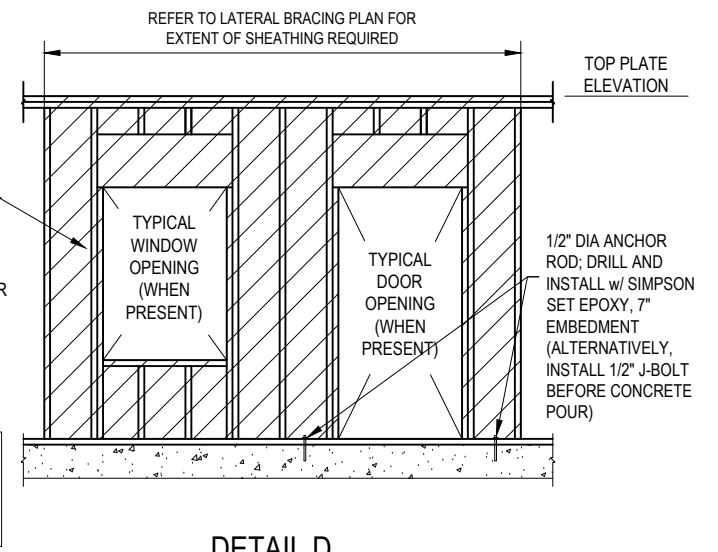 REFER TO LATERAL BRACING PLAN FOR
EXTENT OF SHEATHING REQUIRED
TOP PLATE
ELEVATION
TYPICAL
WINDOW
OPENING
(WHEN
PRESENT)
TYPICAL
DOOR
OPENING
(WHEN
PRESENT)
1/2" DIA ANCHOR
ROD; DRILL AND
INSTALL w/ SIMPSON
SET EPOXY, 7"
EMBEDMENT
(ALTERNATIVELY,
INSTALL 1/2" J-BOLT
BEFORE CONCRETE
POUR)
R
DETAIL D